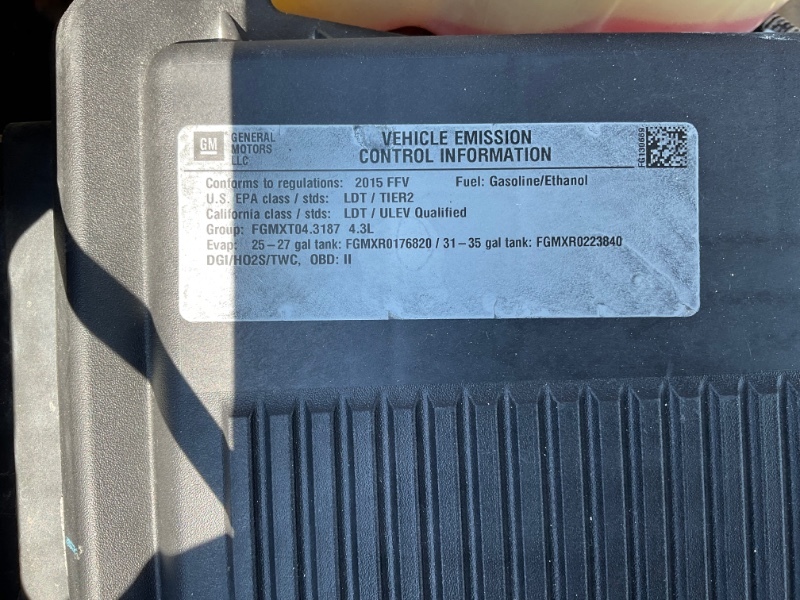 GM GENERAL MOTORS LLC
VEHICLE EMISSION
CONTROL INFORMATION
FG130669
Conforms to regulations: 2015 FFV Fuel: Gasoline/Ethanol
U.S. EPA class / stds: LDT / TIER2
California class / stds: LDT / ULEV Qualified
Group: FGMXT04.3187 4.3L
Evap: 25-27 gal tank: FGMXR0176820 / 31-35 gal tank: FGMXR0223840
DGI/HO2S/TWC, OBD: II